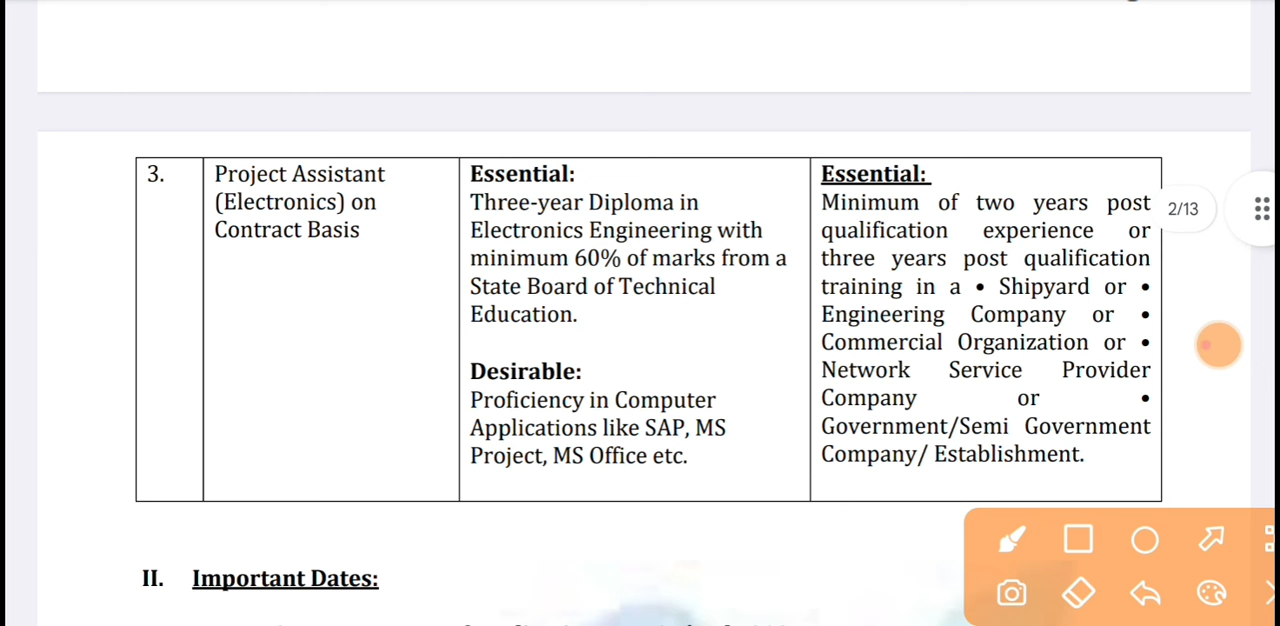 3.
Project Assistant
(Electronics) on
Contract Basis
Essential:
Three-year Diploma in
Electronics Engineering with
minimum 60% of marks from a
State Board of Technical
Education.
Desirable:
Proficiency in Computer
Applications like SAP, MS
Project, MS Office etc.
Essential:
Minimum of two years post
qualification experience or
three years post qualification
training in a • Shipyard or •
Engineering Company or •
Commercial Organization or •
Network Service Provider
Company or •
Government/Semi Government
Company/ Establishment.
2/13
II. Important Dates: